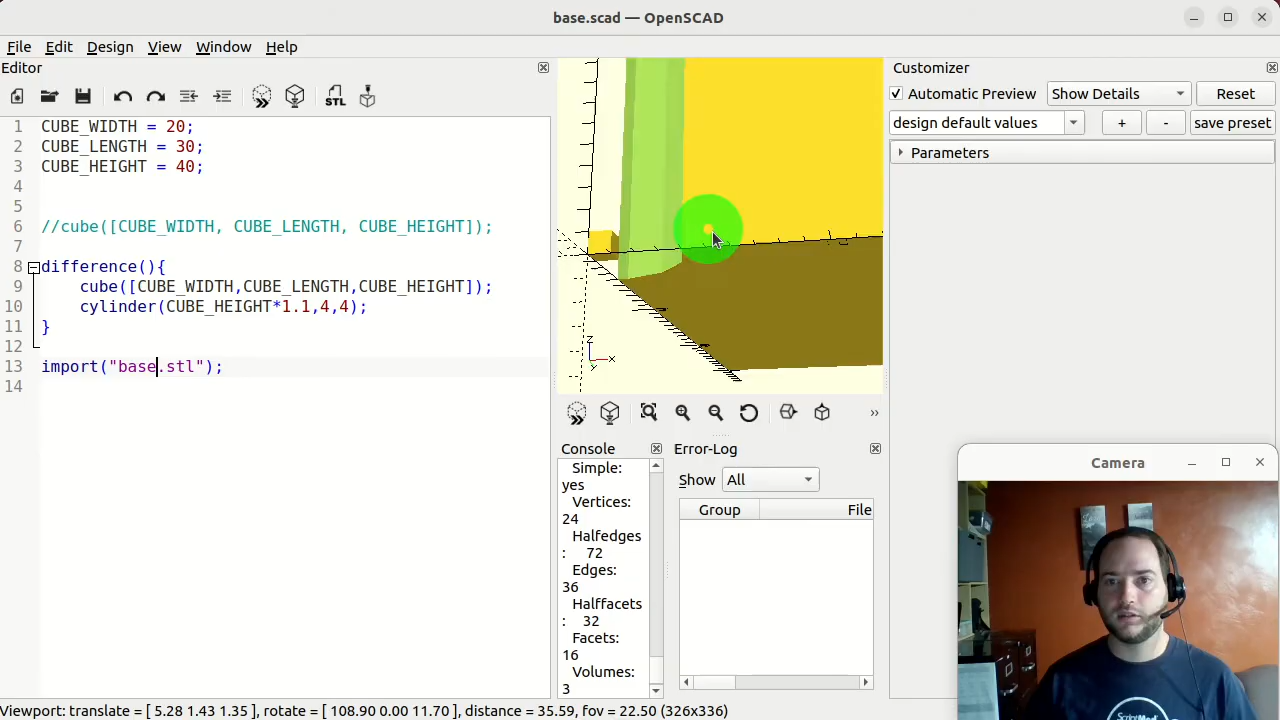 base.scad — OpenSCAD
File Edit Design View Window Help
Editor
STL
1 CUBE_WIDTH = 20;
2 CUBE_LENGTH = 30;
3 CUBE_HEIGHT = 40;
4
5
6 //cube([CUBE_WIDTH, CUBE_LENGTH, CUBE_HEIGHT]);
7
8 difference(){
9 cube([CUBE_WIDTH,CUBE_LENGTH,CUBE_HEIGHT]);
10 cylinder(CUBE_HEIGHT*1.1,4,4);
11 }
12
13 import("base.stl");
14
z
x
Y
Console
Simple:
yes
Vertices:
24
Halfedges
: 72
Edges:
36
Halffacets
: 32
Facets:
16
Volumes:
3
Error-Log
Show All
Group File
Customizer
Automatic Preview Show Details Reset
design default values + - save preset
Parameters
Camera
Viewport: translate = [ 5.28 1.43 1.35 ], rotate = [ 108.90 0.00 11.70 ], distance = 35.59, fov = 22.50 (326x336)